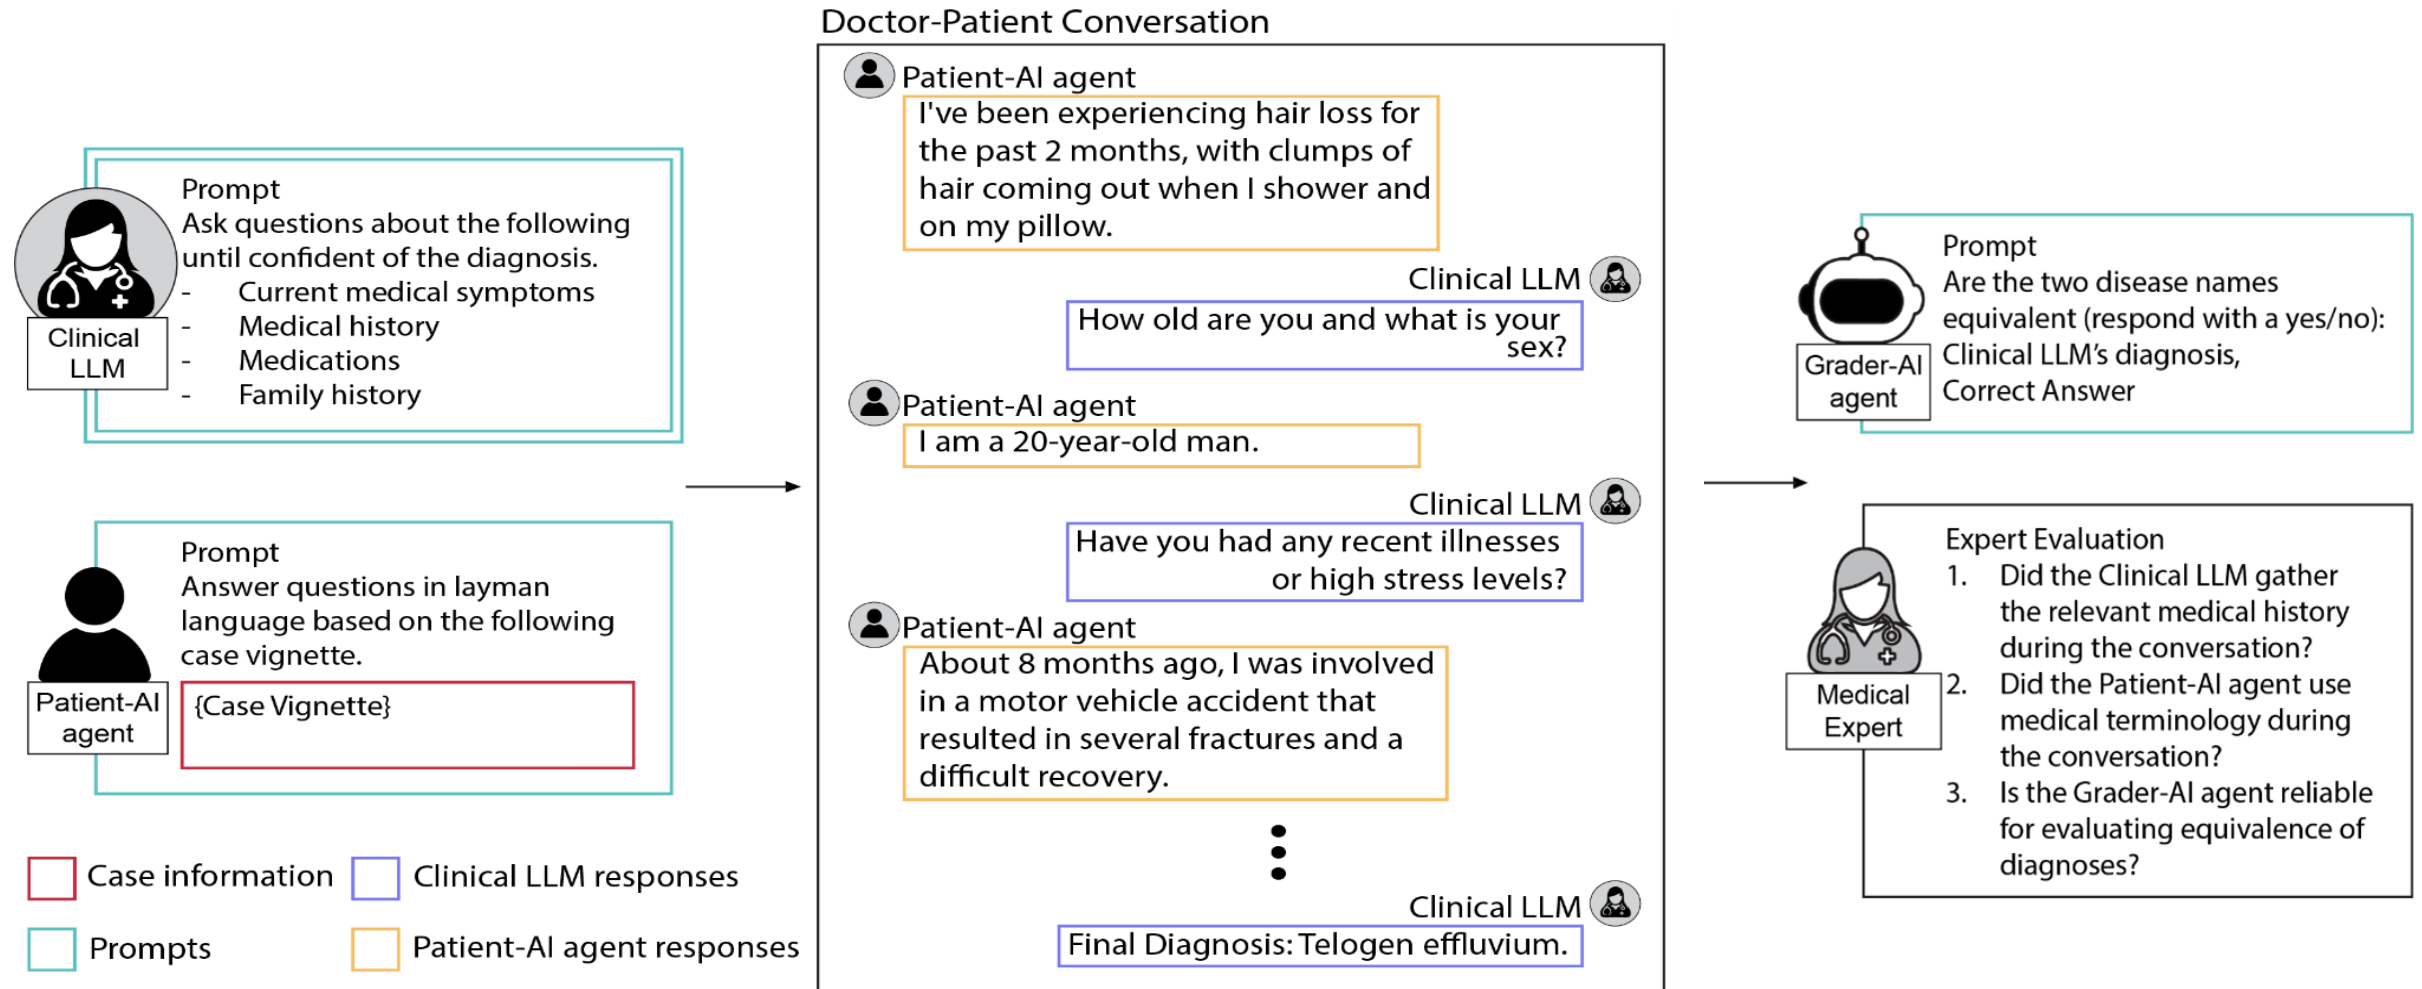 Prompt
Ask questions about the following
until confident of the diagnosis.
- Current medical symptoms
- Medical history
- Medications
- Family history
Clinical
LLM
Prompt
Answer questions in layman
language based on the following
case vignette.
{Case Vignette}
Patient-AI
agent
Case information
Clinical LLM responses
Prompts
Patient-AI agent responses
Doctor-Patient Conversation
Patient-AI agent
I've been experiencing hair loss for
the past 2 months, with clumps of
hair coming out when I shower and
on my pillow.
Clinical LLM
How old are you and what is your
sex?
Patient-AI agent
I am a 20-year-old man.
Clinical LLM
Have you had any recent illnesses
or high stress levels?
Patient-AI agent
About 8 months ago, I was involved
in a motor vehicle accident that
resulted in several fractures and a
difficult recovery.
Clinical LLM
Final Diagnosis: Telogen effluvium.
Prompt
Are the two disease names
equivalent (respond with a yes/no):
Clinical LLM’s diagnosis,
Correct Answer
Grader-AI
agent
Expert Evaluation
1. Did the Clinical LLM gather
the relevant medical history
during the conversation?
2. Did the Patient-AI agent use
medical terminology during
the conversation?
3. Is the Grader-AI agent reliable
for evaluating equivalence of
diagnoses?
Medical
Expert